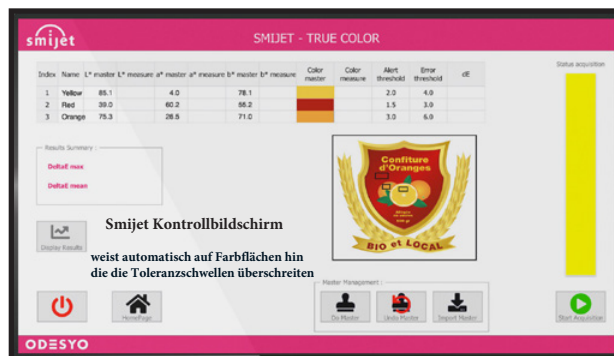 smijet
SMIJET - TRUE COLOR
Status acquisition
Index Name L* master L* measure a* master a* measure b* master b* measure Color master Color measure Alert threshold Error threshold dE
1 Yellow 85.1 4.0 78.1 2.0 4.0
2 Red 39.0 60.2 55.2 1.5 3.0
3 Orange 75.3 28.5 71.0 3.0 6.0
Results Summary :
DeltaE max
DeltaE mean
Confiture
d'Oranges
BIO et LOCAL
Display Results
Smijet Kontrollbildschirm
weist automatisch auf Farbflächen hin
die die Toleranzschwellen überschreiten
Master Management :
HomePage
Do Master
Undo Master
Import Master
Start Acquisition
ODESYO